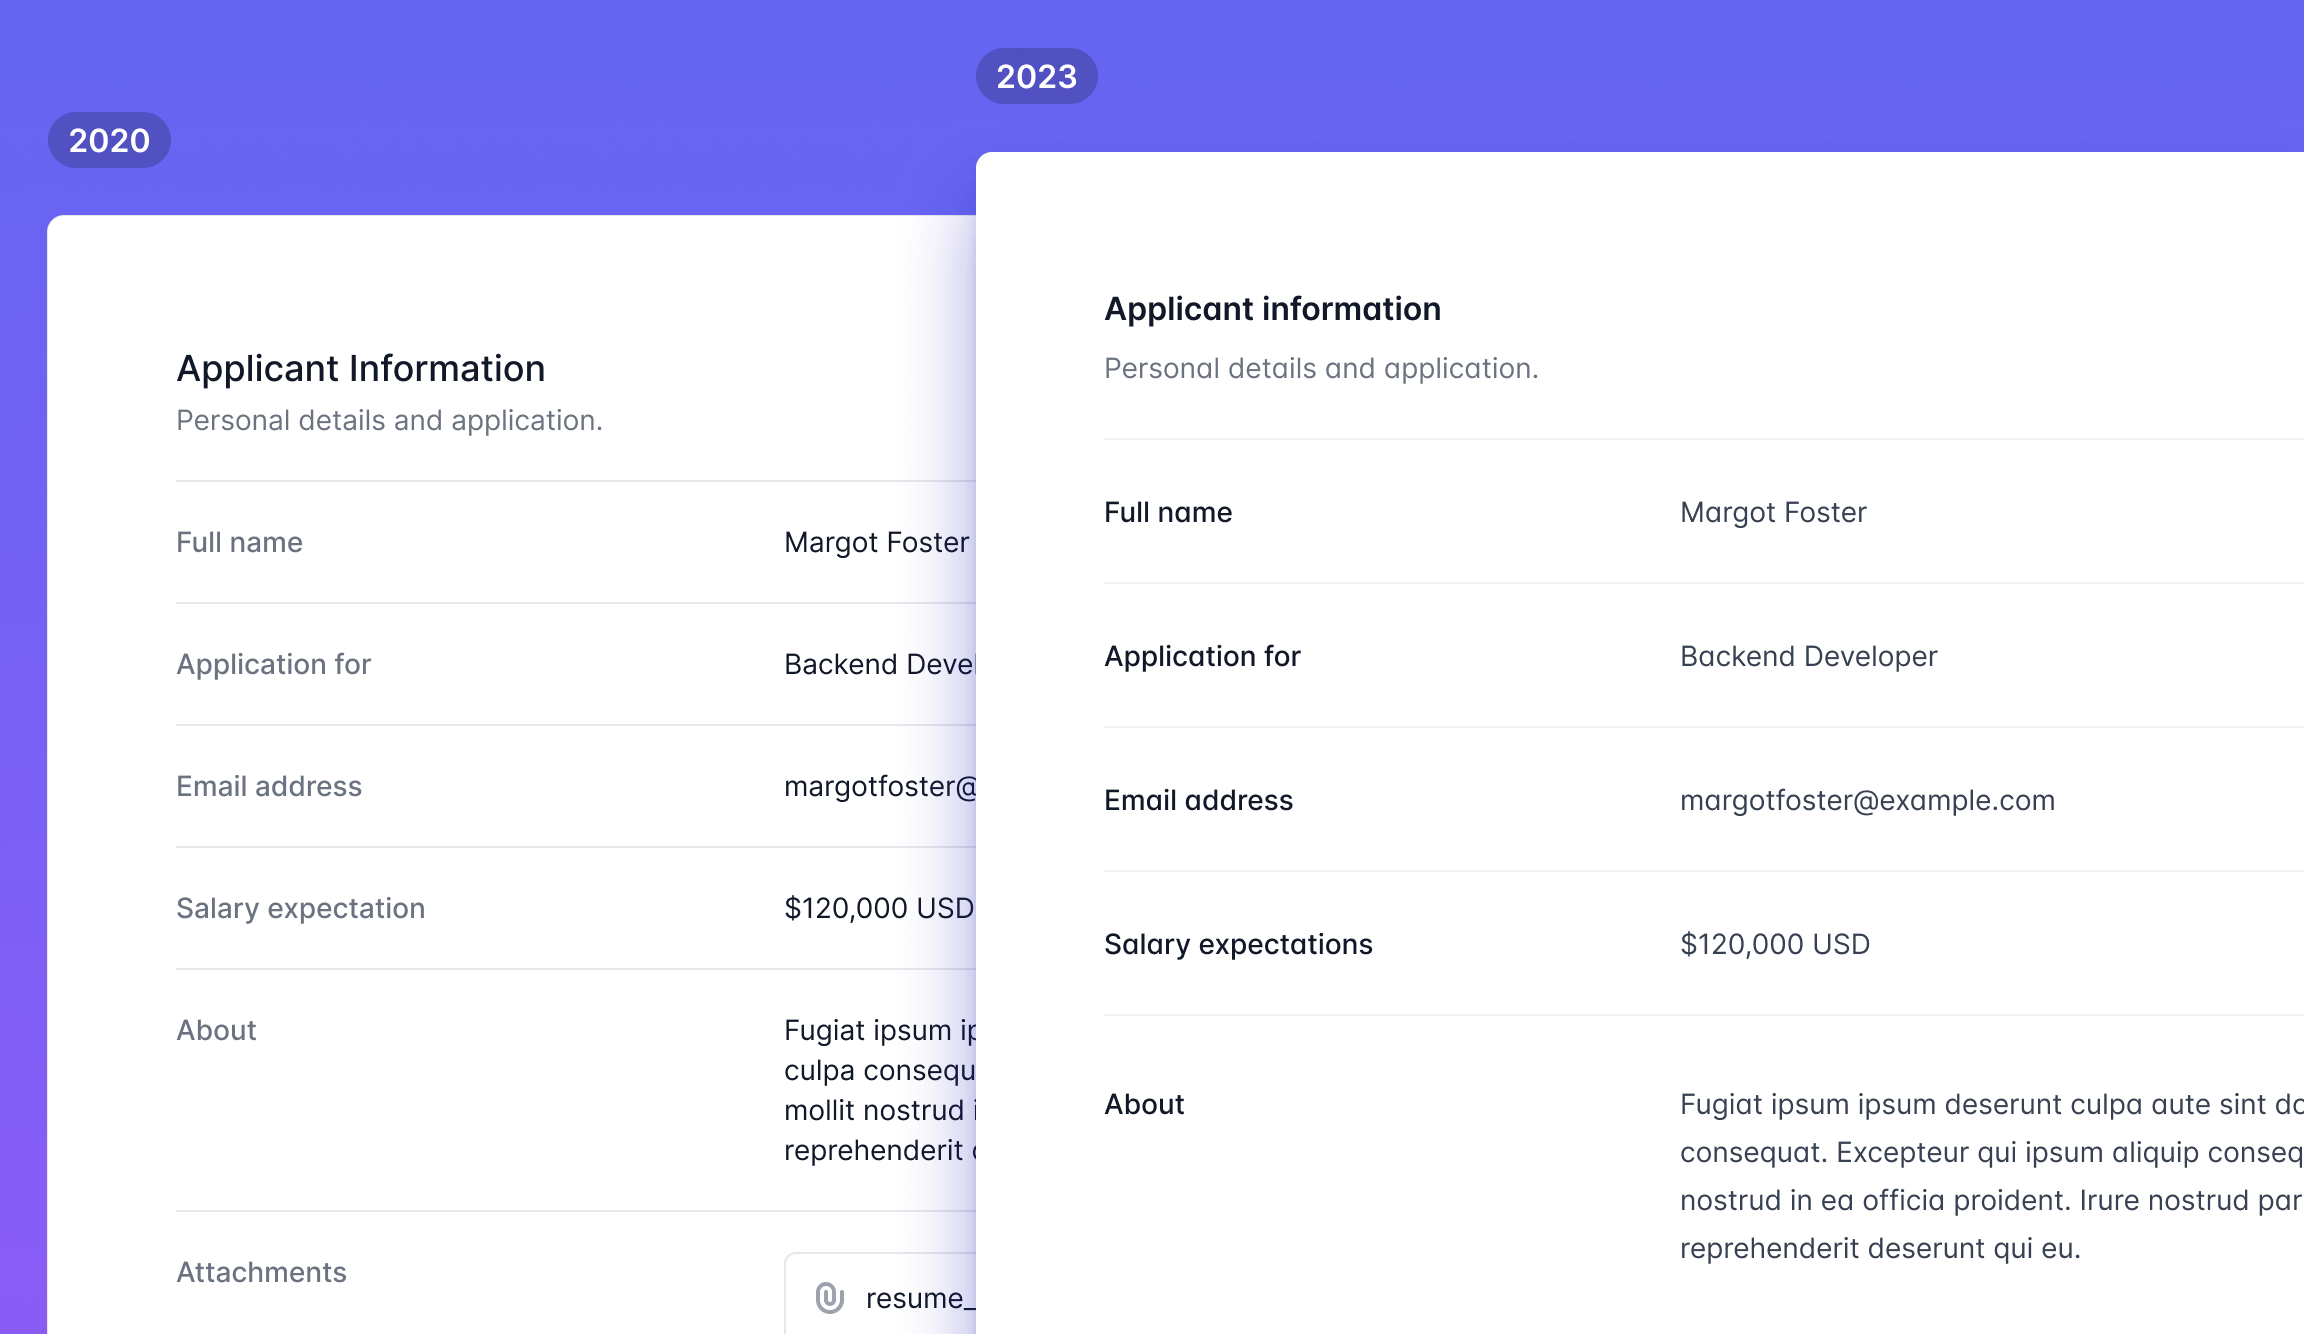 2020
Applicant Information
Personal details and application.
Full name
Margot Foster
Application for
Backend Devel
Email address
margotfoster@
Salary expectation
$120,000 USD
About
Fugiat ipsum
culpa consequ
mollit nostrud
reprehenderit
Attachments
resume_
2023
Applicant information
Personal details and application.
Full name
Margot Foster
Application for
Backend Developer
Email address
margotfoster@example.com
Salary expectations
$120,000 USD
About
Fugiat ipsum ipsum deserunt culpa aute sint do
consequat. Excepteur qui ipsum aliquip conseq
nostrud in ea officia proident. Irure nostrud par
reprehenderit deserunt qui eu.